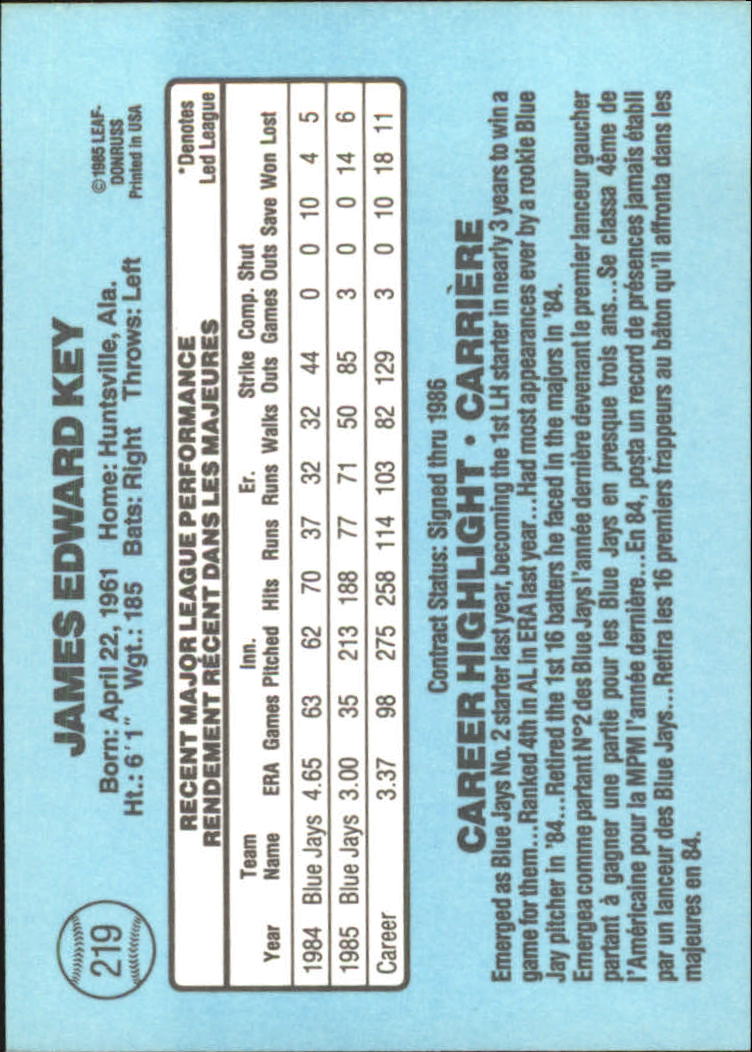 219
JAMES EDWARD KEY
Born: April 22, 1961 Home: Huntsville, Ala.
Ht.: 6'1" Wgt.: 185 Bats: Right Throws: Left
©1985 LEAF-
DONRUSS
Printed in USA
RECENT MAJOR LEAGUE PERFORMANCE
RENDEMENT RÉCENT DANS LES MAJEURES
*Denotes
Led League
Team Inn. Er. Strike Comp. Shut
Year Name ERA Games Pitched Hits Runs Runs Walks Outs Games Outs Save Won Lost
1984 Blue Jays 4.65 63 62 70 37 32 32 44 0 0 10 4 5
1985 Blue Jays 3.00 35 213 188 77 71 50 85 3 0 0 14 6
Career 3.37 98 275 258 114 103 82 129 3 0 10 18 11
Contract Status: Signed thru 1986
CAREER HIGHLIGHT • CARRIÈRE
Emerged as Blue Jays No. 2 starter last year, becoming the 1st LH starter in nearly 3 years to win a
game for them...Ranked 4th in AL in ERA last year...Had most appearances ever by a rookie Blue
Jay pitcher in '84...Retired the 1st 16 batters he faced in the majors in '84.
Emergea comme partant N°2 des Blue Jays l'année dernière devenant le premier lanceur gaucher
partant à gagner une partie pour les Blue Jays en presque trois ans...Se classa 4ème de
l'Américaine pour la MPM l'année dernière...En 84, posta un record de présences jamais établi
par un lanceur des Blue Jays...Retira les 16 premiers frappeurs au bâton qu'il affronta dans les
majeures en 84.